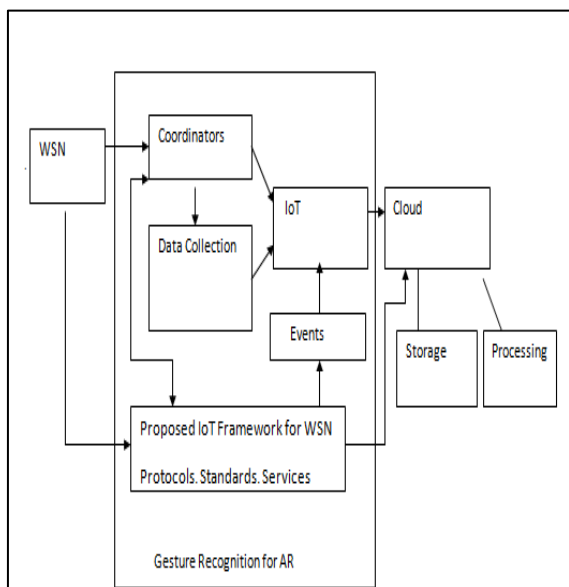 WSN
Coordinators
Data Collection
IoT
Cloud
Events
Storage
Processing
Proposed IoT Framework for WSN
Protocols. Standards. Services
Gesture Recognition for AR